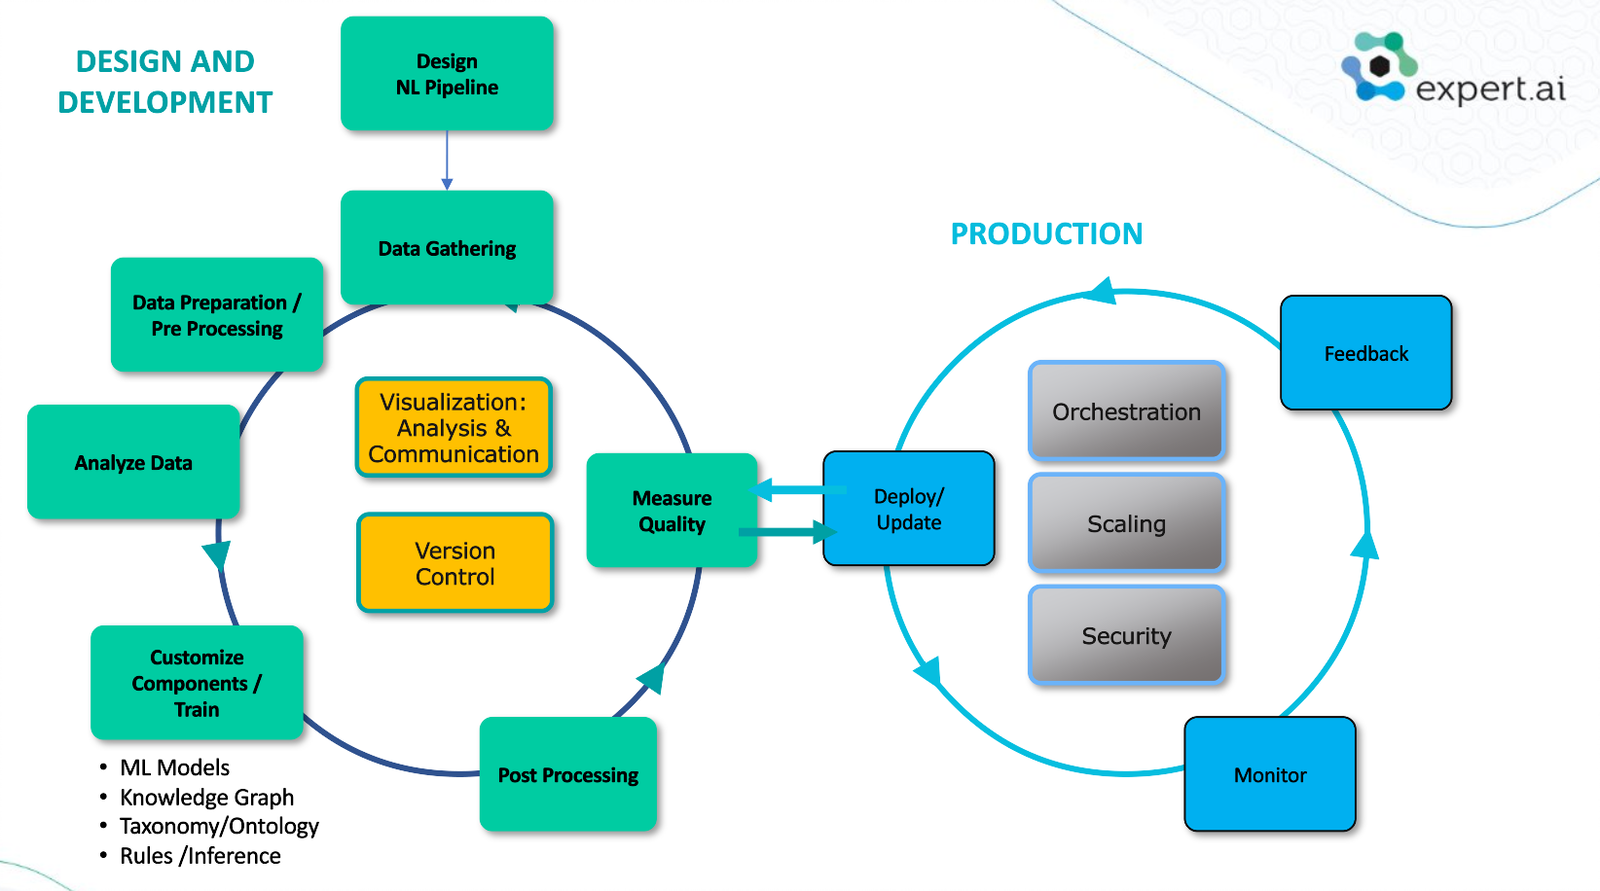 DESIGN AND
DEVELOPMENT
Design
NL Pipeline
expert.ai
Data Gathering
PRODUCTION
Data Preparation /
Pre Processing
Feedback
Visualization:
Analysis &
Communication
Orchestration
Analyze Data
Measure
Quality
Deploy/
Update
Scaling
Version
Control
Security
Customize
Components /
Train
Post Processing
Monitor
• ML Models
• Knowledge Graph
• Taxonomy/Ontology
• Rules /Inference